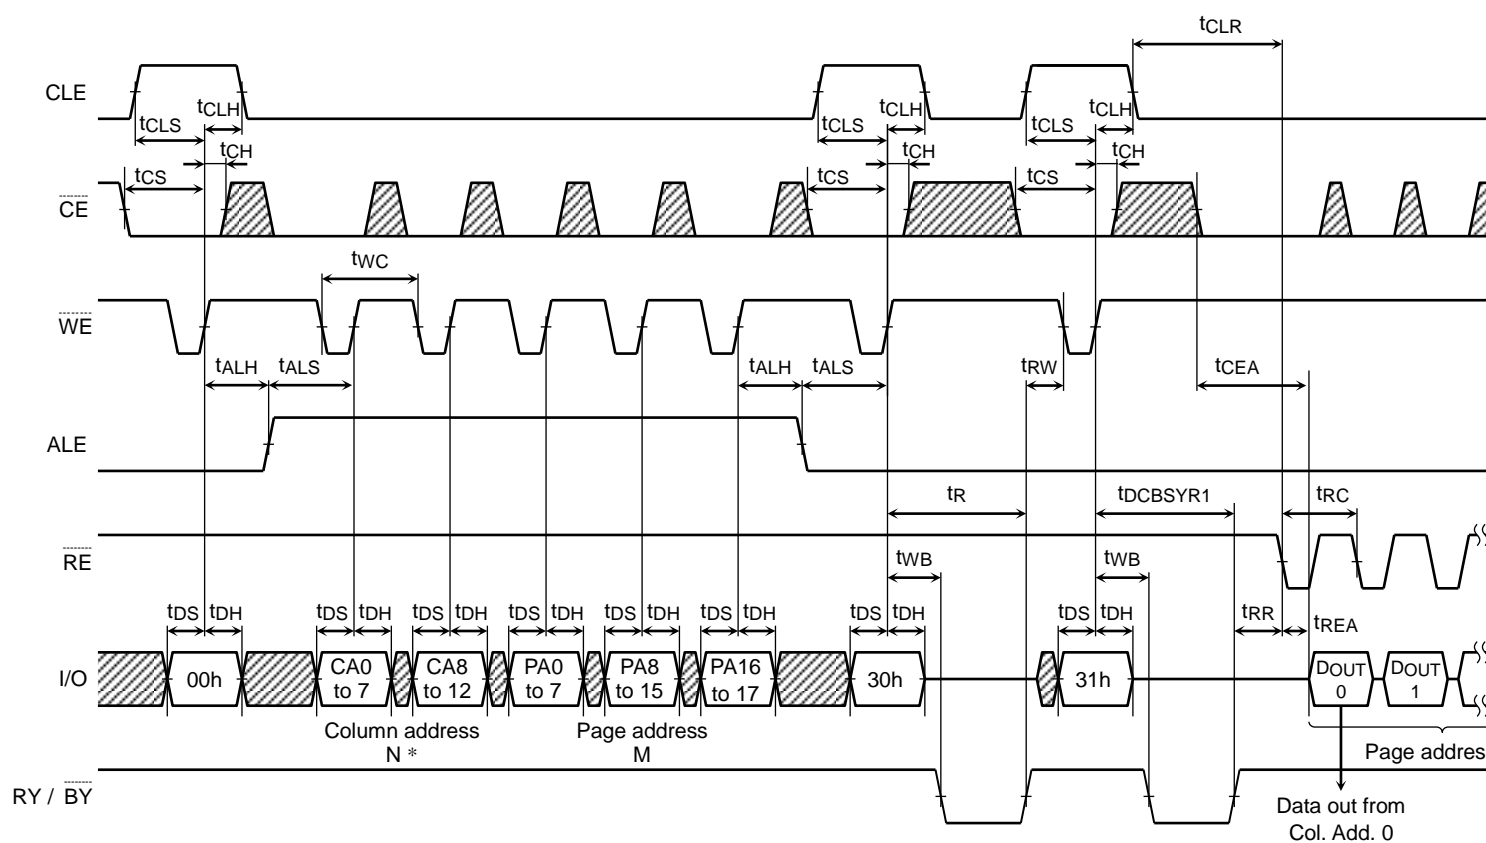 tCLR
CLE
tCLH tCLH tCLH
tCLS tCLS tCLS
tCH tCH tCH
tCS tCS tCS
CE
tWC
WE
tALH tALS tALH tALS tRW tCEA
ALE
tR tDCBSYR1 tRC
RE
tWB tWB
tDS tDH tDS tDH tDS tDH tDS tDH tDS tDH tDS tDH tDS tDH tDS tDH tRR tREA
I/O
00h
CA0 to 7
CA8 to 12
PA0 to 7
PA8 to 15
PA16 to 17
30h
31h
DOUT 0
DOUT 1
Column address
N *
Page address
M
Page addres
RY / BY
Data out from
Col. Add. 0